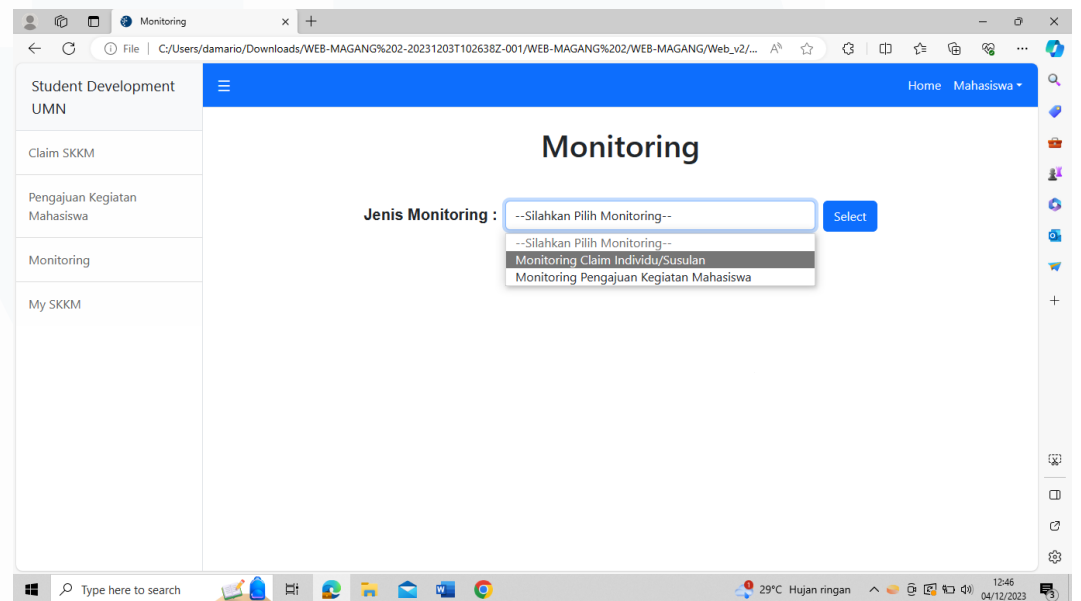 Monitoring
File
C:/Users/damario/Downloads/WEB-MAGANG%202-20231203T102638Z-001/WEB-MAGANG%202/WEB-MAGANG/Web_v2/...
Student Development
UMN
Home Mahasiswa
Claim SKKM
Pengajuan Kegiatan
Mahasiswa
Monitoring
My SKKM
Monitoring
Jenis Monitoring :
--Silahkan Pilih Monitoring--
Select
--Silahkan Pilih Monitoring--
Monitoring Claim Individu/Susulan
Monitoring Pengajuan Kegiatan Mahasiswa
Type here to search
29°C Hujan ringan
12:46
04/12/2023
3